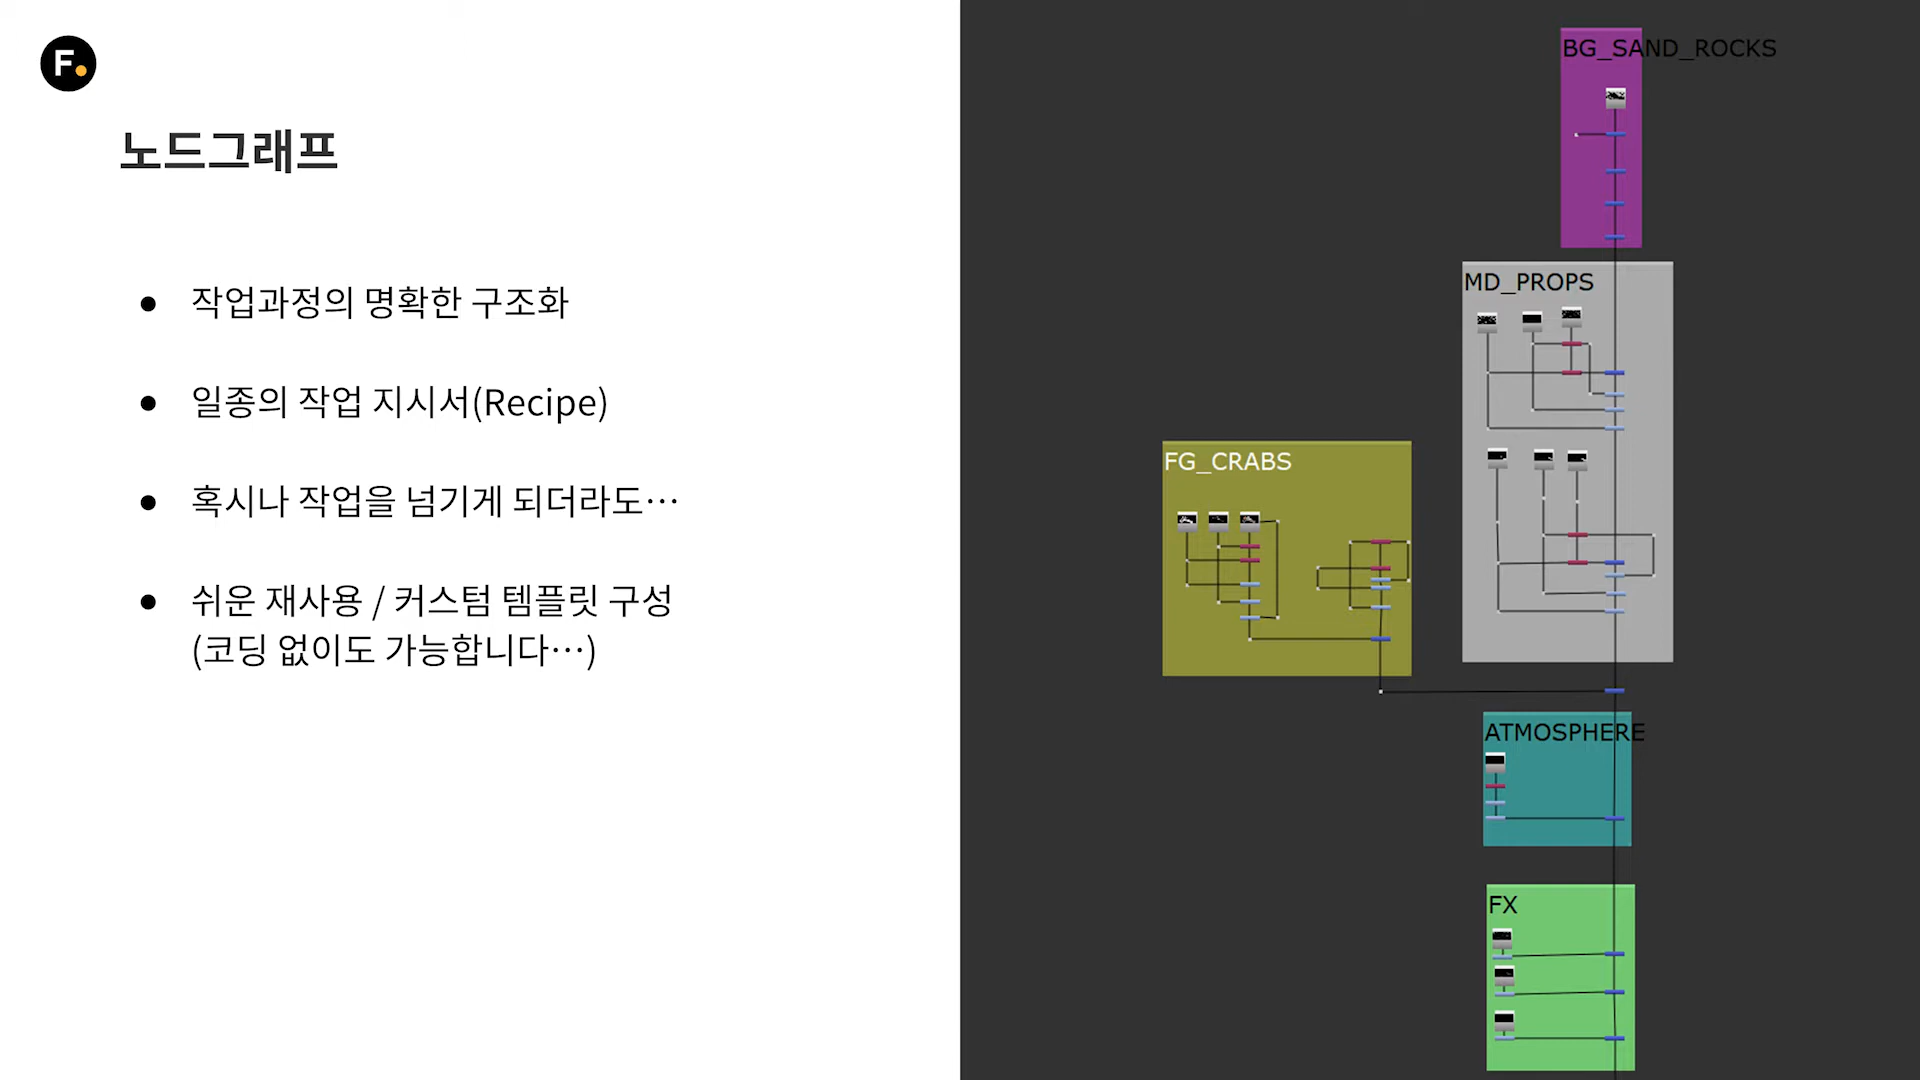 F.
노드그래프
● 작업과정의 명확한 구조화
● 일종의 작업 지시서(Recipe)
● 혹시나 작업을 넘기게 되더라도…
● 쉬운 재사용 / 커스텀 템플릿 구성
(코딩 없이도 가능합니다…)
BG_SAND_ROCKS
MD_PROPS
FG_CRABS
ATMOSPHERE
FX